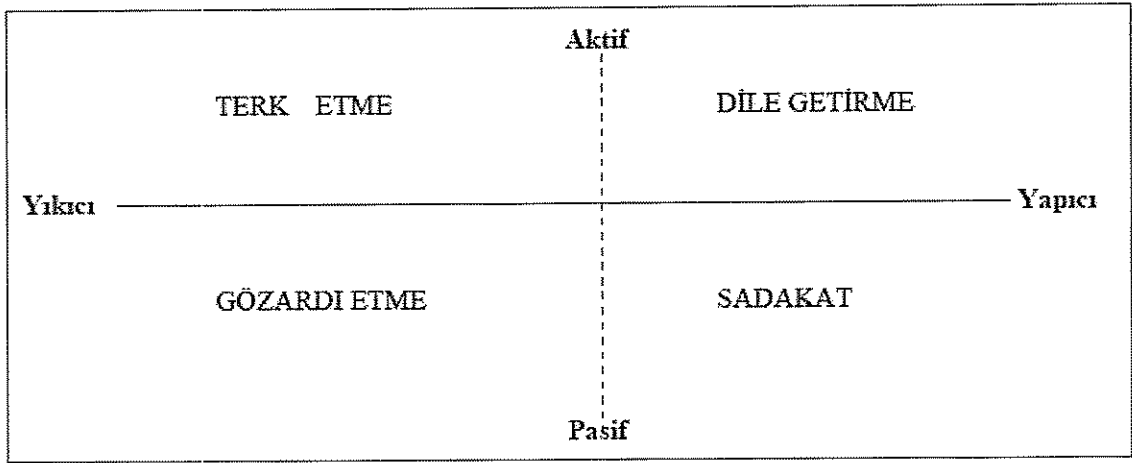 Aktif
TERK ETME
DİLE GETİRME
Yıkıcı
Yapıcı
GÖZARDI ETME
SADAKAT
Pasif